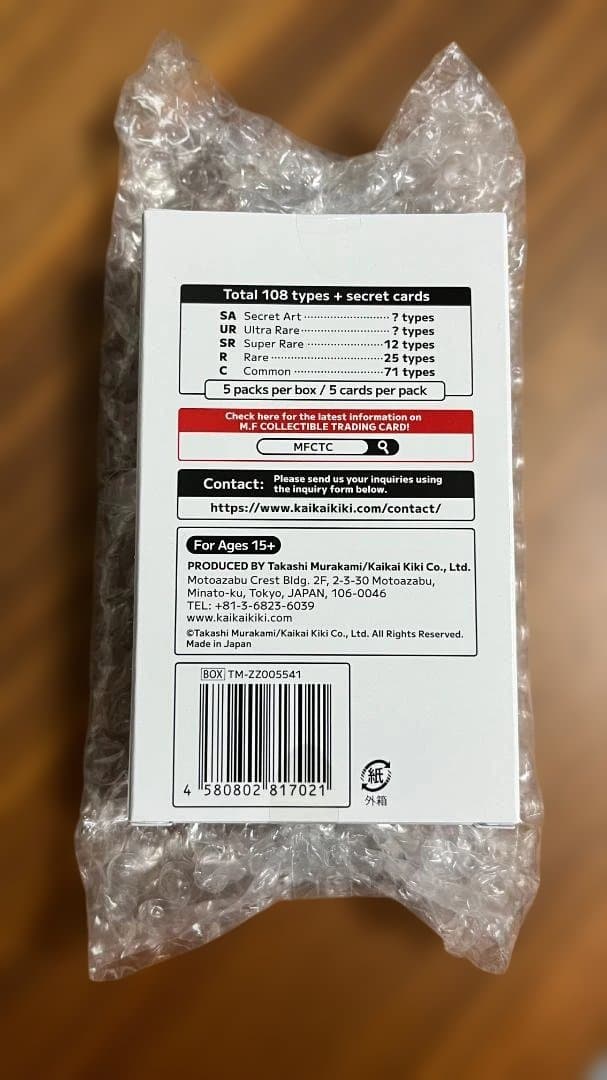 Total 108 types + secret cards
SA Secret Art ? types
UR Ultra Rare ? types
SR Super Rare 12 types
R Rare 25 types
C Common 71 types
5 packs per box / 5 cards per pack
Check here for the latest information on
M.F COLLECTIBLE TRADING CARD!
MFCTC
Contact: Please send us your inquiries using
the inquiry form below.
https://www.kaikaikiki.com/contact/
For Ages 15+
PRODUCED BY Takashi Murakami/Kaikai Kiki Co., Ltd.
Motoazabu Crest Bldg. 2F, 2-3-30 Motoazabu,
Minato-ku, Tokyo, JAPAN, 106-0046
TEL: +81-3-6823-6039
www.kaikaikiki.com
©Takashi Murakami/Kaikai Kiki Co., Ltd. All Rights Reserved.
Made in Japan
BOX TM-ZZ005541
4 580802 817021
紙
外箱